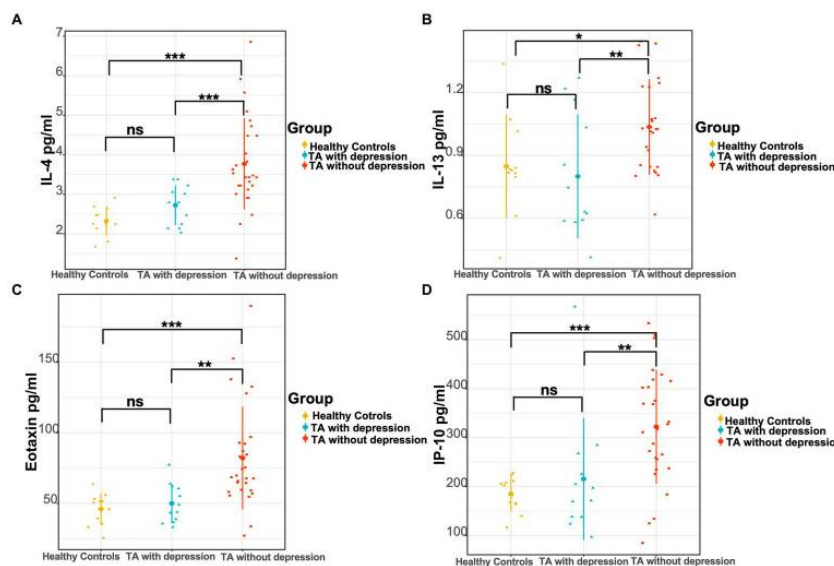 A
IL-4 pg/ml
7
6
5
4
3
2
***
***
ns
Healthy Controls TA with depression TA without depression
Group
Healthy Controls
TA with depression
TA without depression
B
IL-13 pg/ml
1.2
0.9
0.6
*
**
ns
Healthy Controls TA with depression TA without depression
Group
Healthy Controls
TA with depression
TA without depression
C
Eotaxin pg/ml
150
100
50
***
**
ns
Healthy Controls TA with depression TA without depression
Group
Healthy Cotrols
TA with depression
TA without depression
D
IP-10 pg/ml
500
400
300
200
100
***
**
ns
Healthy Controls TA with depression TA without depression
Group
Healthy Controls
TA with depression
TA without depression